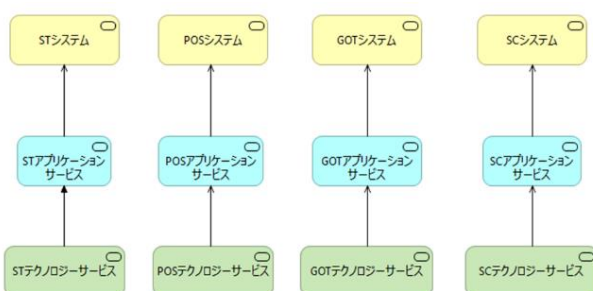 STシステム
POSシステム
GOTシステム
SCシステム
STアプリケーション
サービス
POSアプリケーション
サービス
GOTアプリケーション
サービス
SCアプリケーション
サービス
STテクノロジーサービス
POSテクノロジーサービス
GOTテクノロジーサービス
SCテクノロジーサービス